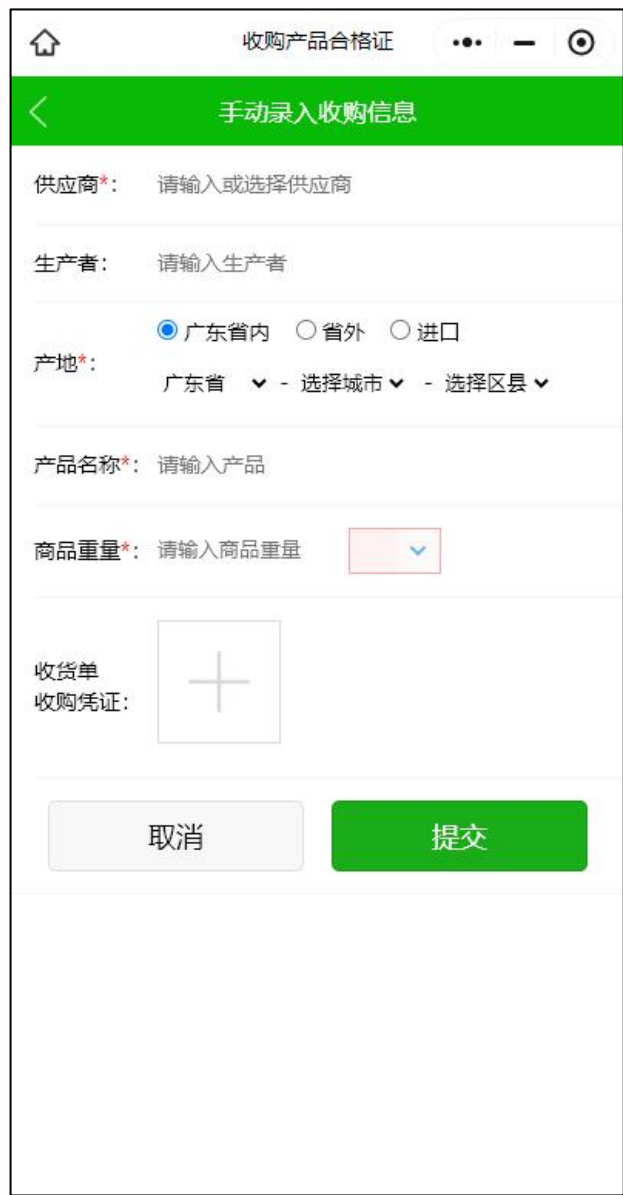 收购产品合格证
手动录入收购信息
供应商*: 请输入或选择供应商
生产者: 请输入生产者
广东省内 省外 进口
产地*:
广东省 - 选择城市 - 选择区县
产品名称*: 请输入产品
商品重量*: 请输入商品重量
收货单
收购凭证:
取消 提交